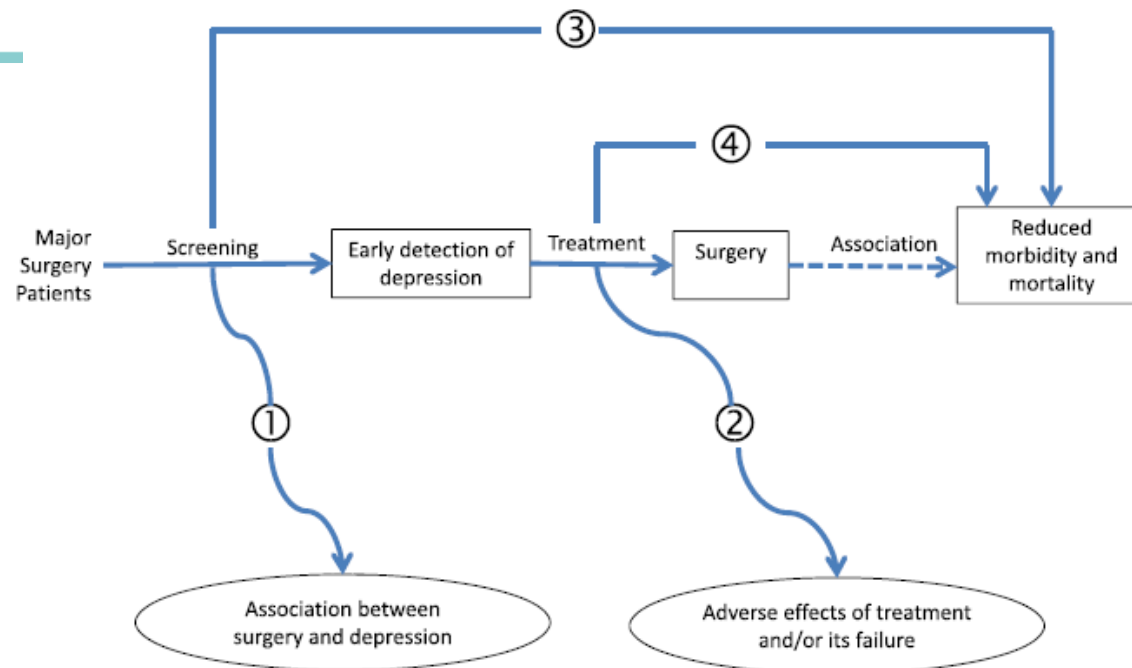 ③
④
Major
Surgery
Patients
Screening
Early detection of
depression
Treatment
Surgery
Association
Reduced
morbidity and
mortality
①
②
Association between
surgery and depression
Adverse effects of treatment
and/or its failure